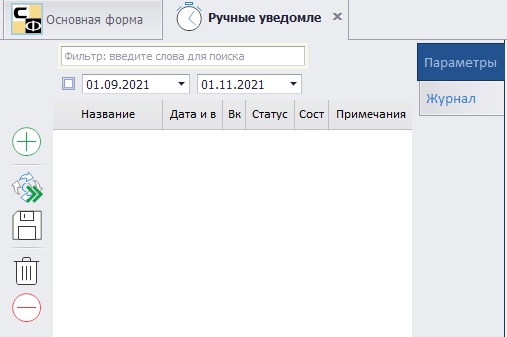 СФ Основная форма
Ручные уведомле
Фильтр: введите слова для поиска
01.09.2021 01.11.2021
Название Дата и в Вк Статус Сост Примечания
Параметры
Журнал